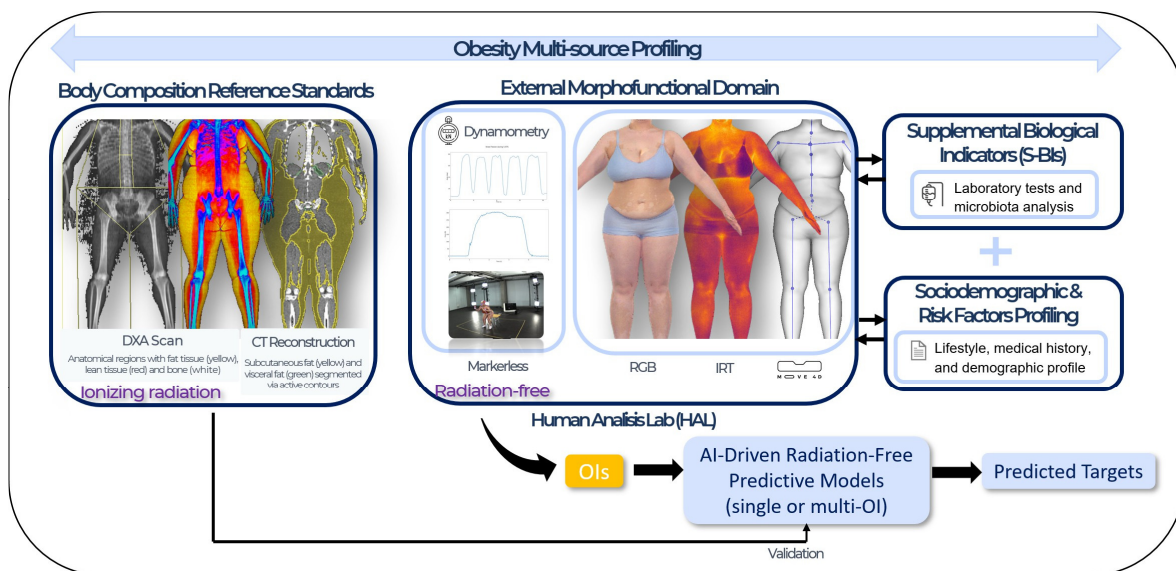 Obesity Multi-source Profiling
Body Composition Reference Standards
DXA Scan
Anatomical regions with fat tissue (yellow),
lean tissue (red) and bone (white)
CT Reconstruction
Subcutaneous fat (yellow) and
visceral fat (green) segmented
via active contours
Ionizing radiation
External Morphofunctional Domain
Dynamometry
Markerless
Radiation-free
RGB
IRT
MOVE 4D
Human Analisis Lab (HAL)
Supplemental Biological
Indicators (S-BIs)
Laboratory tests and
microbiota analysis
+
Sociodemographic &
Risk Factors Profiling
Lifestyle, medical history,
and demographic profile
OIs
AI-Driven Radiation-Free
Predictive Models
(single or multi-OI)
Predicted Targets
Validation